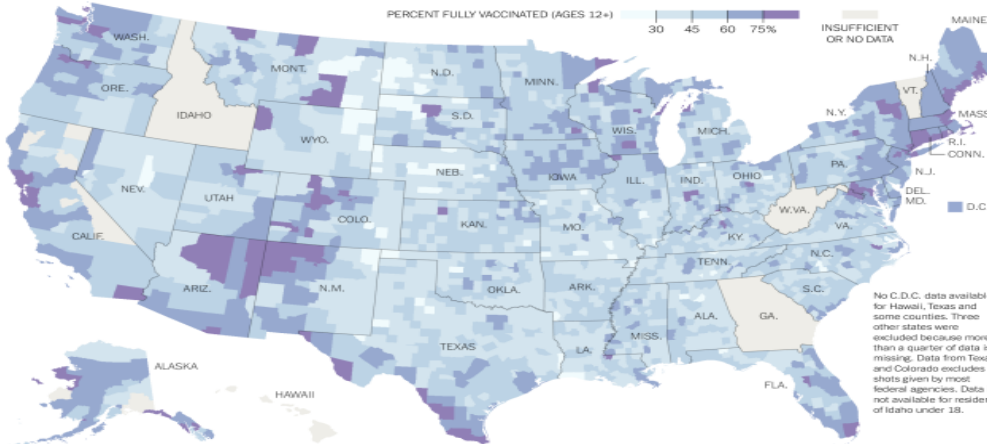 PERCENT FULLY VACCINATED (AGES 12+)
30 45 60 75%
INSUFFICIENT
OR NO DATA
MAINE
N.H.
WASH.
MONT.
N.D.
MINN.
VT.
ORE.
IDAHO
S.D.
WIS.
MICH.
N.Y.
MASS
WYO.
R.I.
CONN.
NEB.
IOWA
PA.
N.J.
NEV.
UTAH
ILL.
IND.
OHIO
DEL.
MD.
COLO.
W.VA.
D.C
CALIF.
KAN.
MO.
KY.
VA.
ARIZ.
N.M.
OKLA.
ARK.
TENN.
N.C.
S.C.
TEXAS
LA.
MISS.
ALA.
GA.
No C.D.C. data available
for Hawaii, Texas and
some counties. Three
other states were
excluded because more
than a quarter of data is
missing. Data from Texa
and Colorado excludes
shots given by most
federal agencies. Data
not available for residen
of Idaho under 18.
ALASKA
HAWAII
FLA.